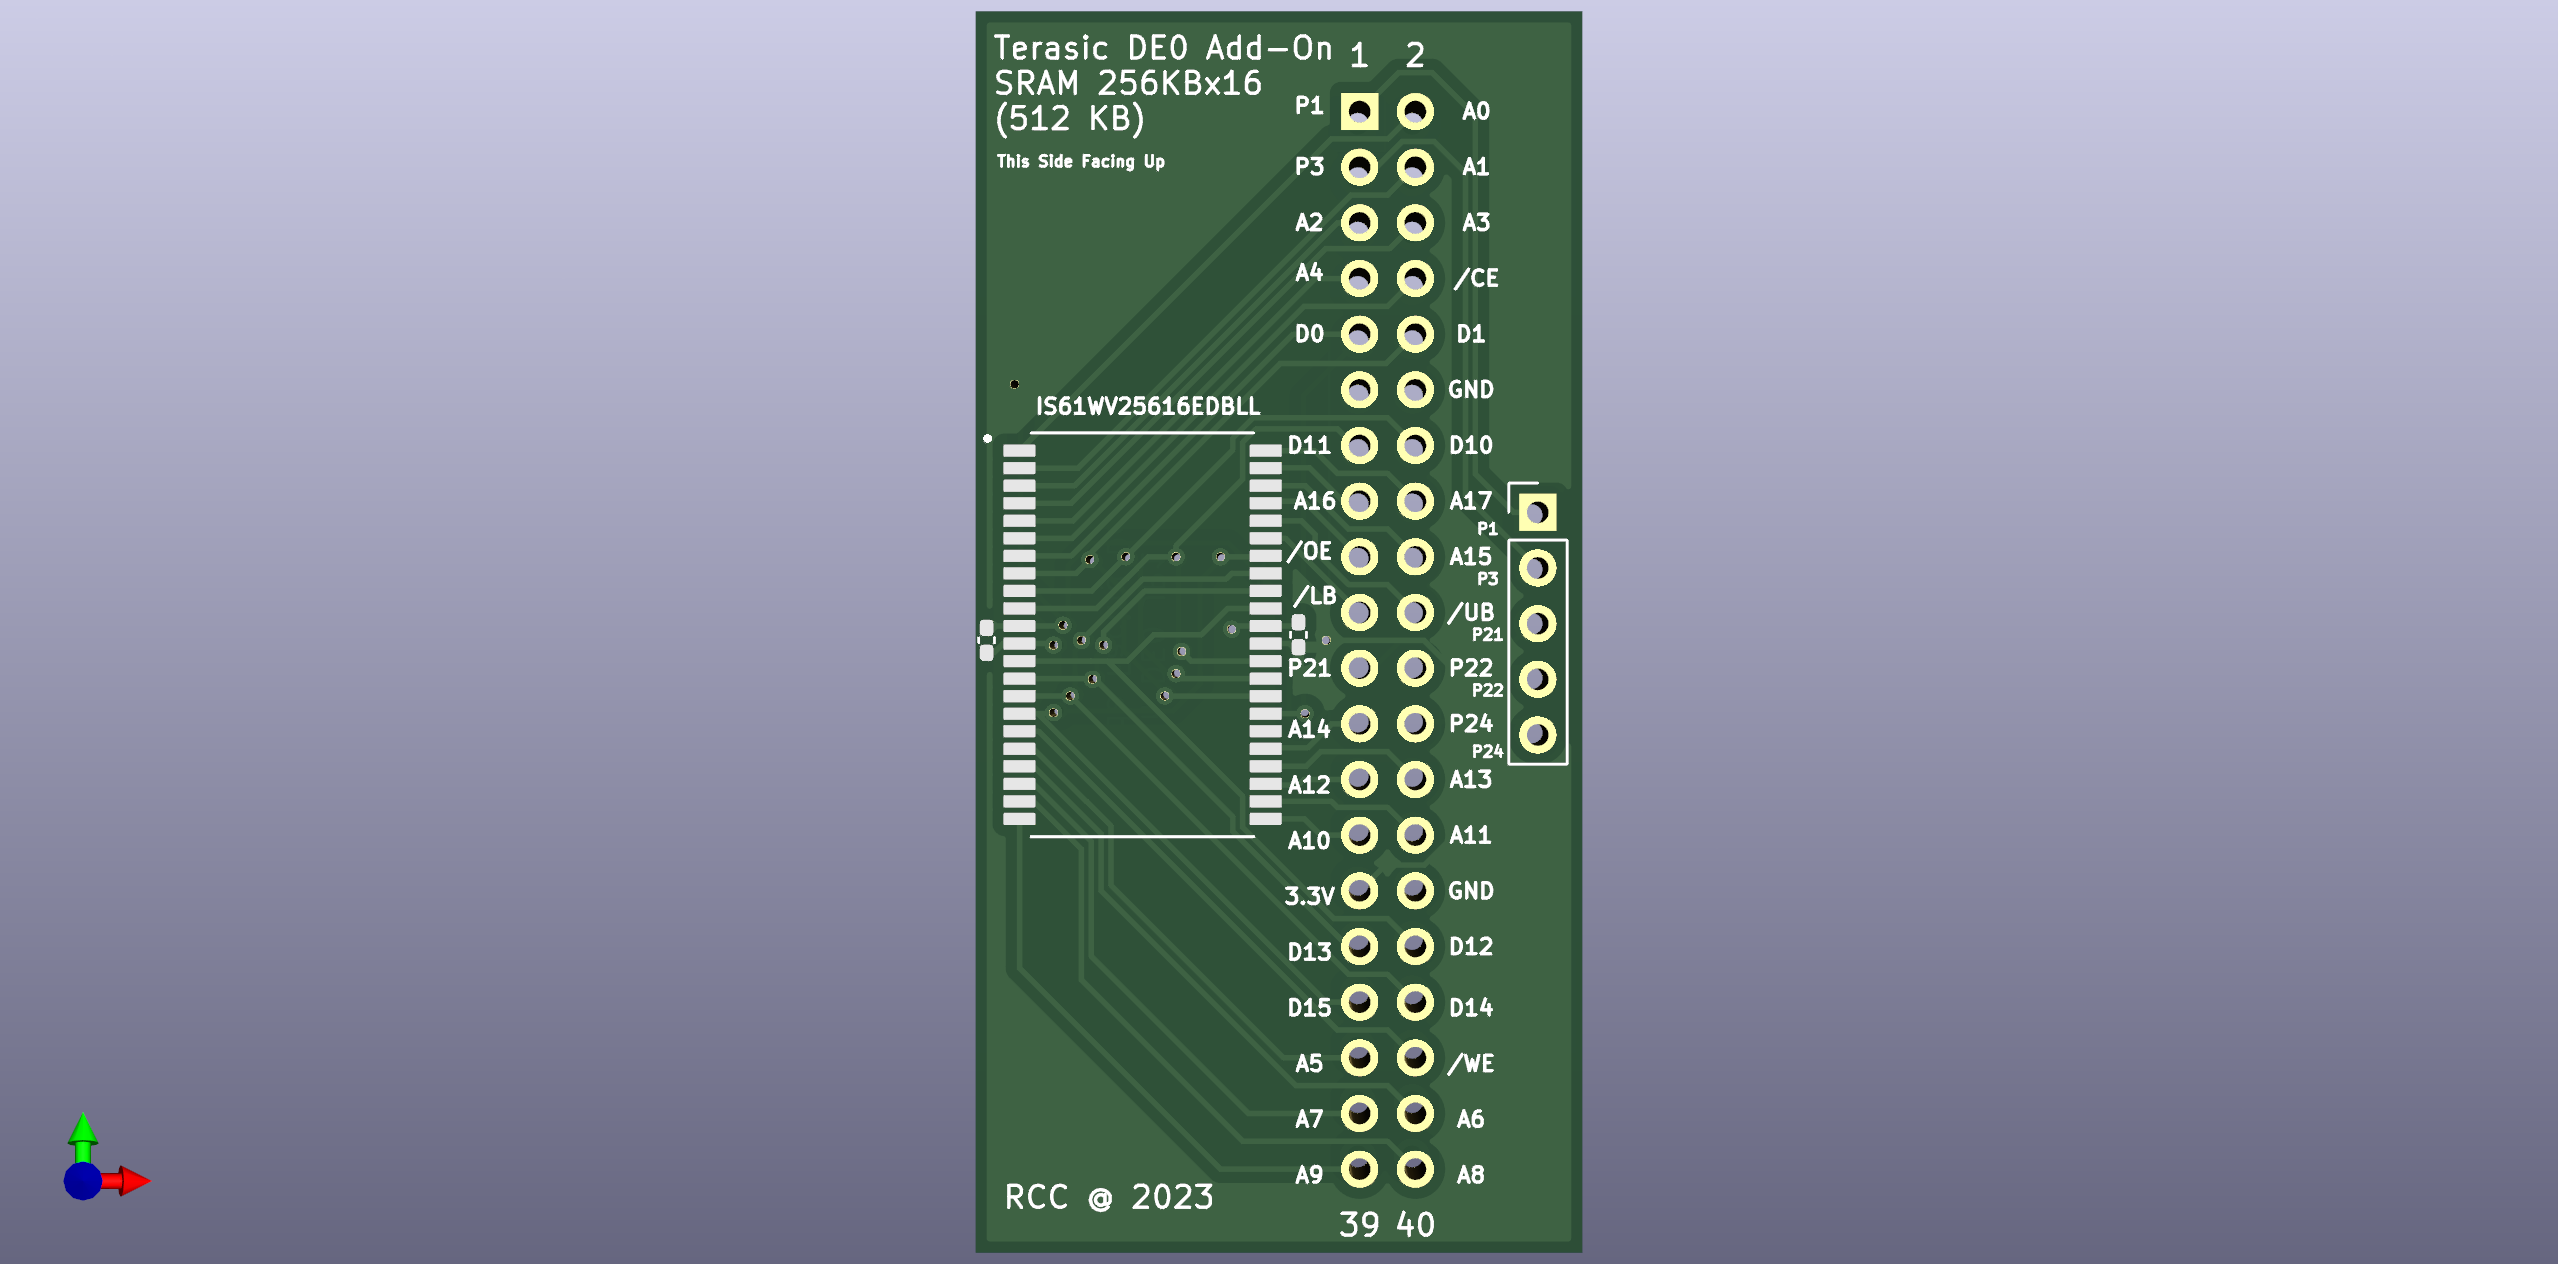 Terasic DE0 Add-On
1 2
SRAM 256KBx16
(512 KB)
P1 A0
This Side Facing Up
P3 A1
A2 A3
A4 /CE
D0 D1
GND
IS61WV25616EDBLL
D11 D10
A16 A17
P1
/OE A15
P3
/LB /UB
P21
P21 P22
P22
A14 P24
P24
A12 A13
A10 A11
3.3V GND
D13 D12
D15 D14
A5 /WE
A7 A6
A9 A8
RCC @ 2023
39 40